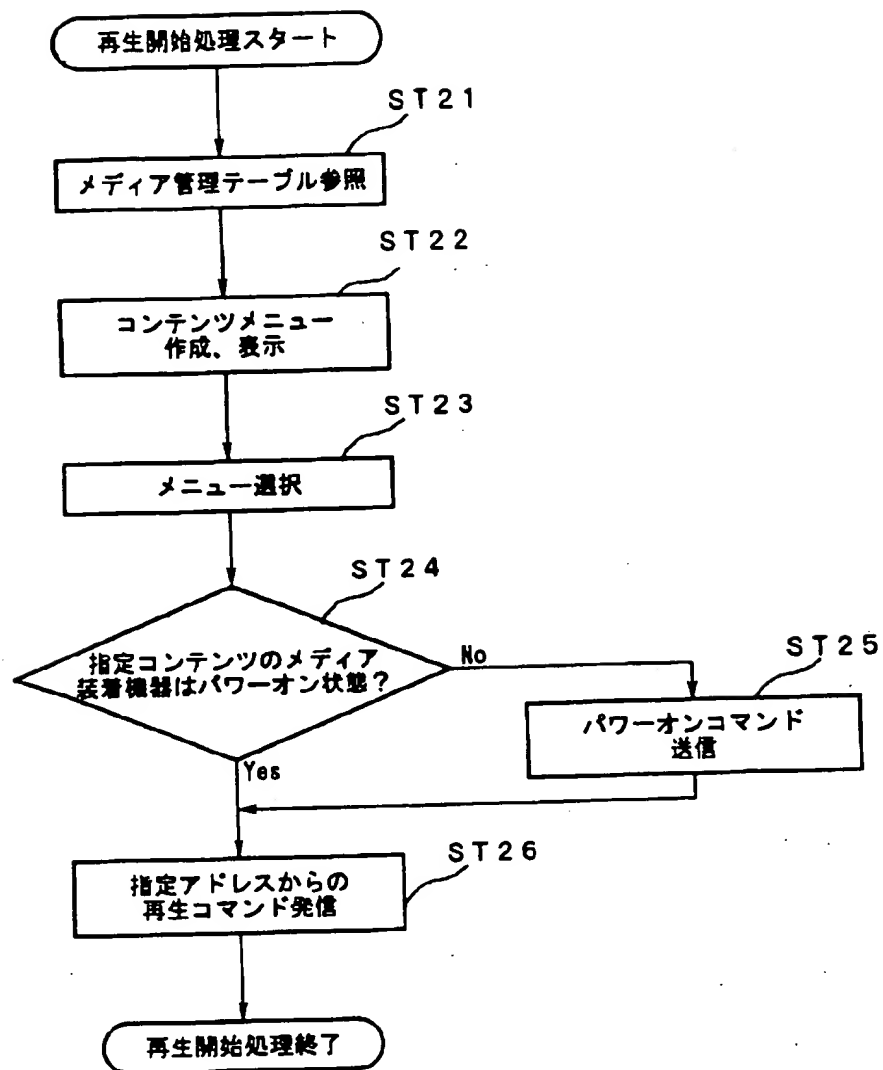 再生開始処理スタート
ST21
メディア管理テーブル参照
ST22
コンテンツメニュー
作成、表示
ST23
メニュー選択
ST24
指定コンテンツのメディア
装着機器はパワーオン状態?
No
ST25
パワーオンコマンド
送信
Yes
ST26
指定アドレスからの
再生コマンド発信
再生開始処理終了